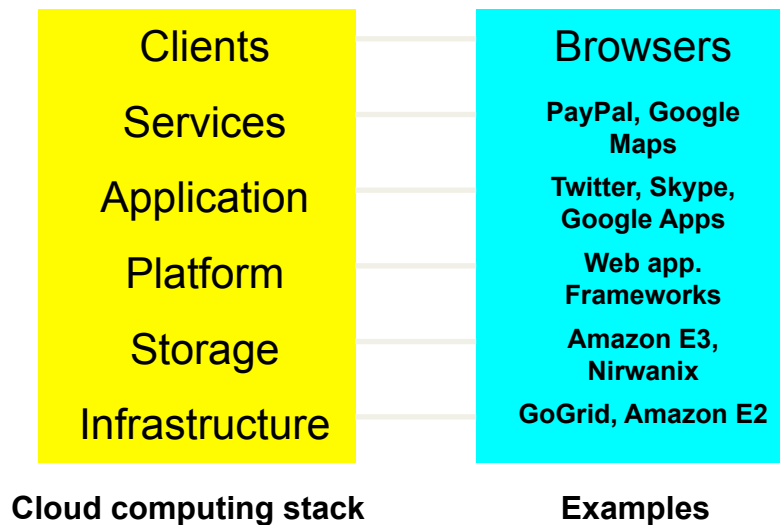 Clients
Browsers
Services
PayPal, Google
Maps
Application
Twitter, Skype,
Google Apps
Platform
Web app.
Frameworks
Storage
Amazon E3,
Nirwanix
Infrastructure
GoGrid, Amazon E2
Cloud computing stack
Examples